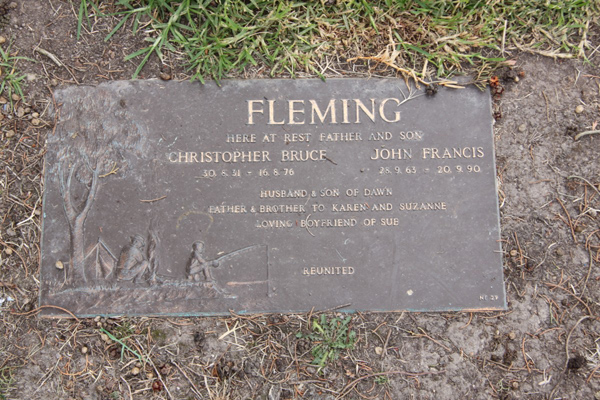 FLEMING
HERE AT REST, FATHER AND SON
CHRISTOPHER BRUCE JOHN FRANCIS
30.8.31 - 16.8.76 28.9.63 - 20.9.90
HUSBAND & SON OF DAWN
FATHER & BROTHER TO KAREN AND SUZANNE
LOVING BOYFRIEND OF SUE
REUNITED